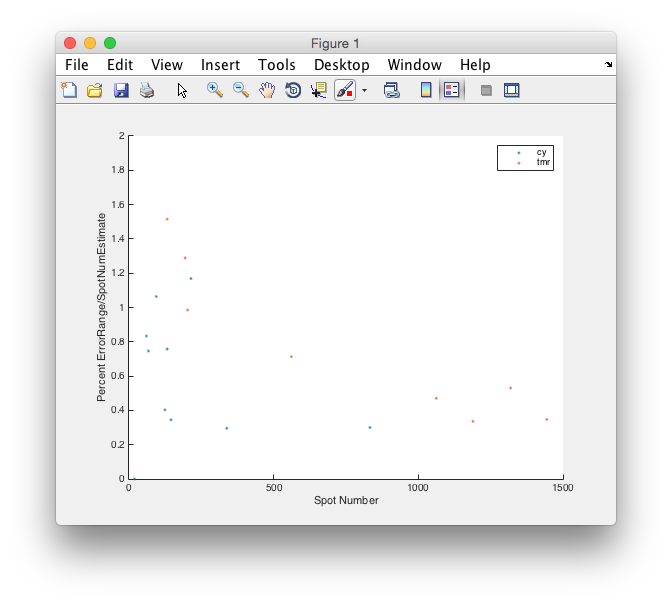 Figure 1
File Edit View Insert Tools Desktop Window Help
cy
tmr
Percent ErrorRange/SpotNumEstimate
2
1.8
1.6
1.4
1.2
1
0.8
0.6
0.4
0.2
0
0 500 1000 1500
Spot Number